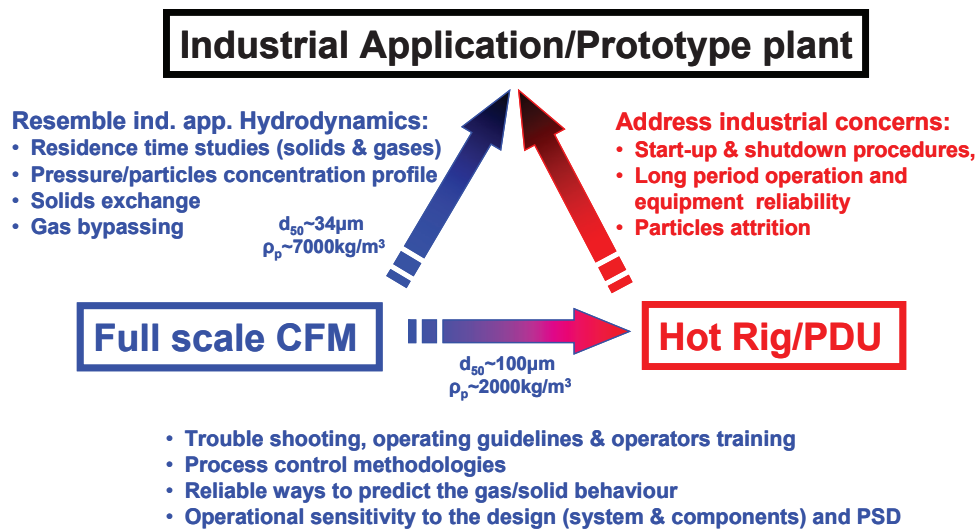 Industrial Application/Prototype plant
Resemble ind. app. Hydrodynamics:
• Residence time studies (solids & gases)
• Pressure/particles concentration profile
• Solids exchange
• Gas bypassing
d50~34µm
ρp~7000kg/m³
Address industrial concerns:
• Start-up & shutdown procedures,
• Long period operation and
equipment reliability
• Particles attrition
Full scale CFM
d50~100µm
ρp~2000kg/m³
Hot Rig/PDU
• Trouble shooting, operating guidelines & operators training
• Process control methodologies
• Reliable ways to predict the gas/solid behaviour
• Operational sensitivity to the design (system & components) and PSD